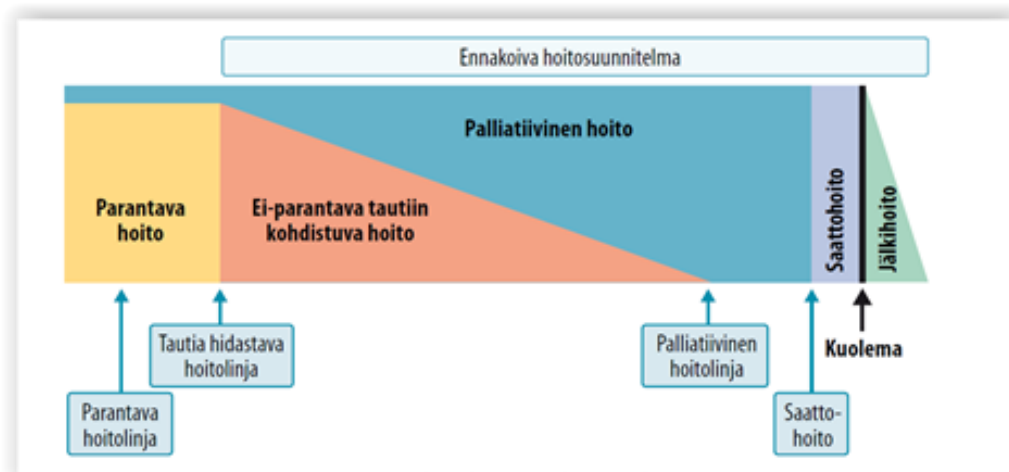 Ennakoiva hoitosuunnitelma
Palliatiivinen hoito
Parantava
hoito
Ei-parantava tautiin
kohdistuva hoito
Saattohoito
Jälkihoito
Tautia hidastava
hoitolinja
Palliatiivinen
hoitolinja
Kuolema
Parantava
hoitolinja
Saatto-
hoito